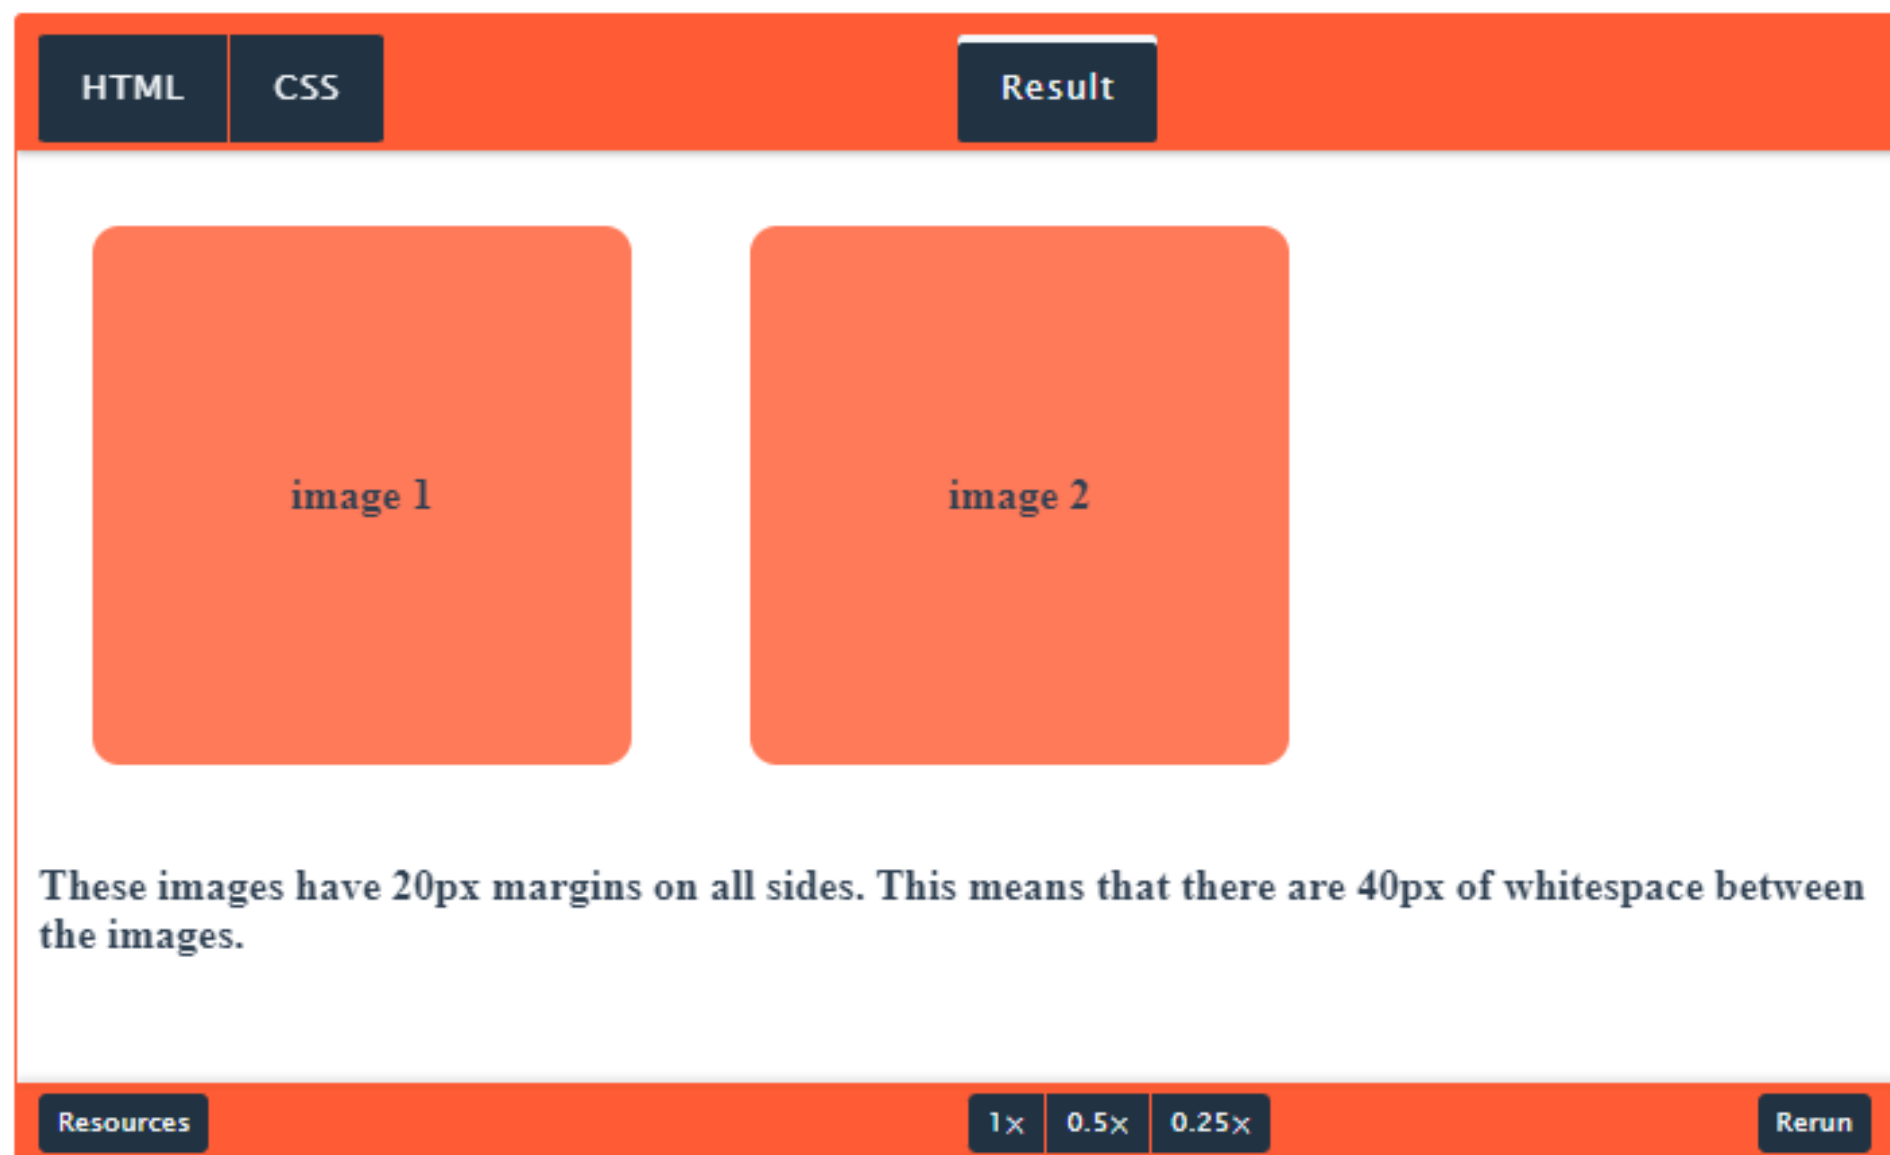 HTML CSS Result
image 1 image 2
These images have 20px margins on all sides. This means that there are 40px of whitespace between
the images.
Resources 1× 0.5× 0.25× Rerun